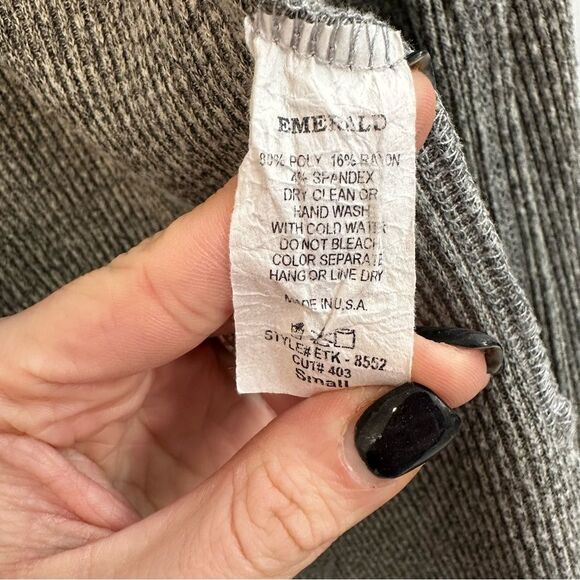 EMERALD
80% POLY 16% RAYON
4% SPANDEX
DRY CLEAN OR
HAND WASH
WITH COLD WATER
DO NOT BLEACH
COLOR SEPARATE
HANG OR LINE DRY
MADE IN U.S.A.
STYLE# ETK - 8552
CUT# 403
Small